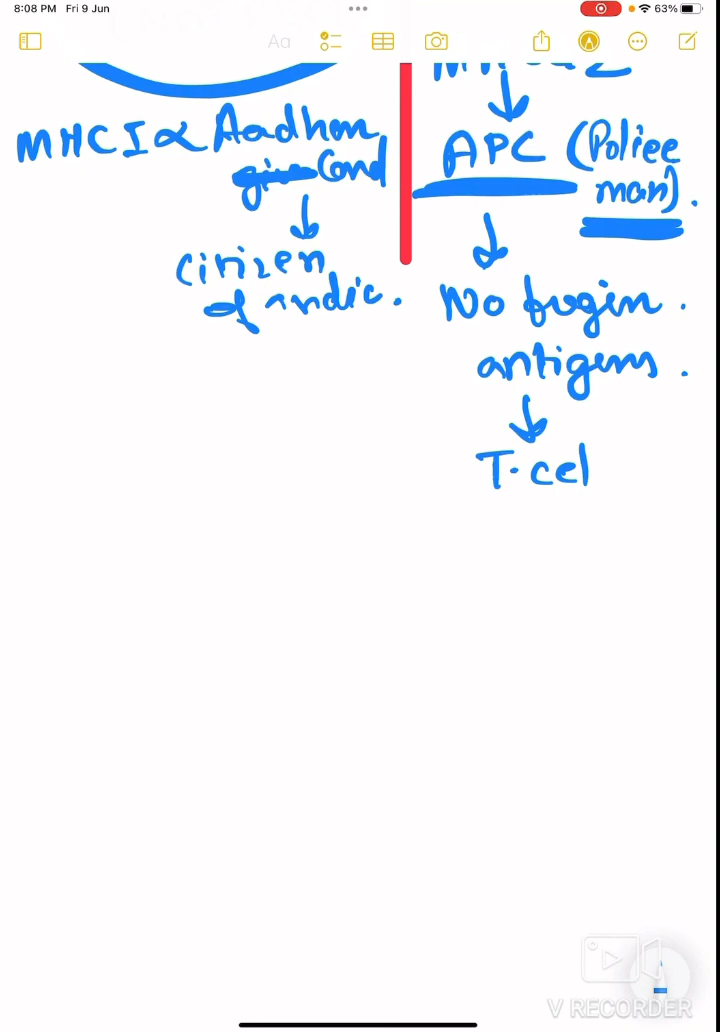 8:08 PM Fri 9 Jun
63%
Aa
MHC I α Aadhar
Card
↓
citizen
of india.
↓
APC (Police
man).
↓
No forgin.
antigens.
↓
T-cel
V RECORDER